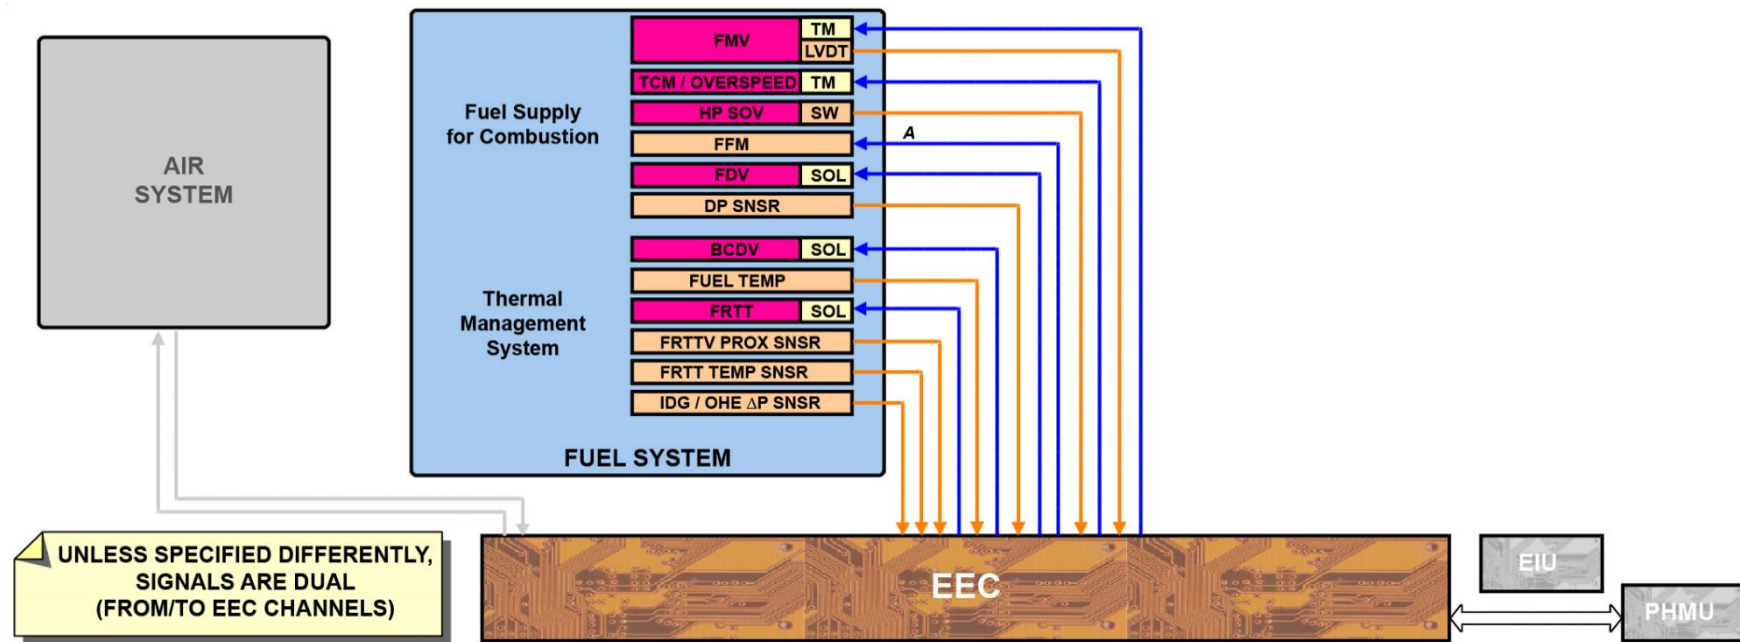 AIR
SYSTEM
Fuel Supply
for Combustion
FMV
TM
LVDT
TCM / OVERSPEED
TM
HP SOV
SW
FFM
A
FDV
SOL
DP SNSR
Thermal
Management
System
BCDV
SOL
FUEL TEMP
FRTT
SOL
FRTTV PROX SNSR
FRTT TEMP SNSR
IDG / OHE ΔP SNSR
FUEL SYSTEM
UNLESS SPECIFIED DIFFERENTLY,
SIGNALS ARE DUAL
(FROM/TO EEC CHANNELS)
EEC
EIU
PHMU